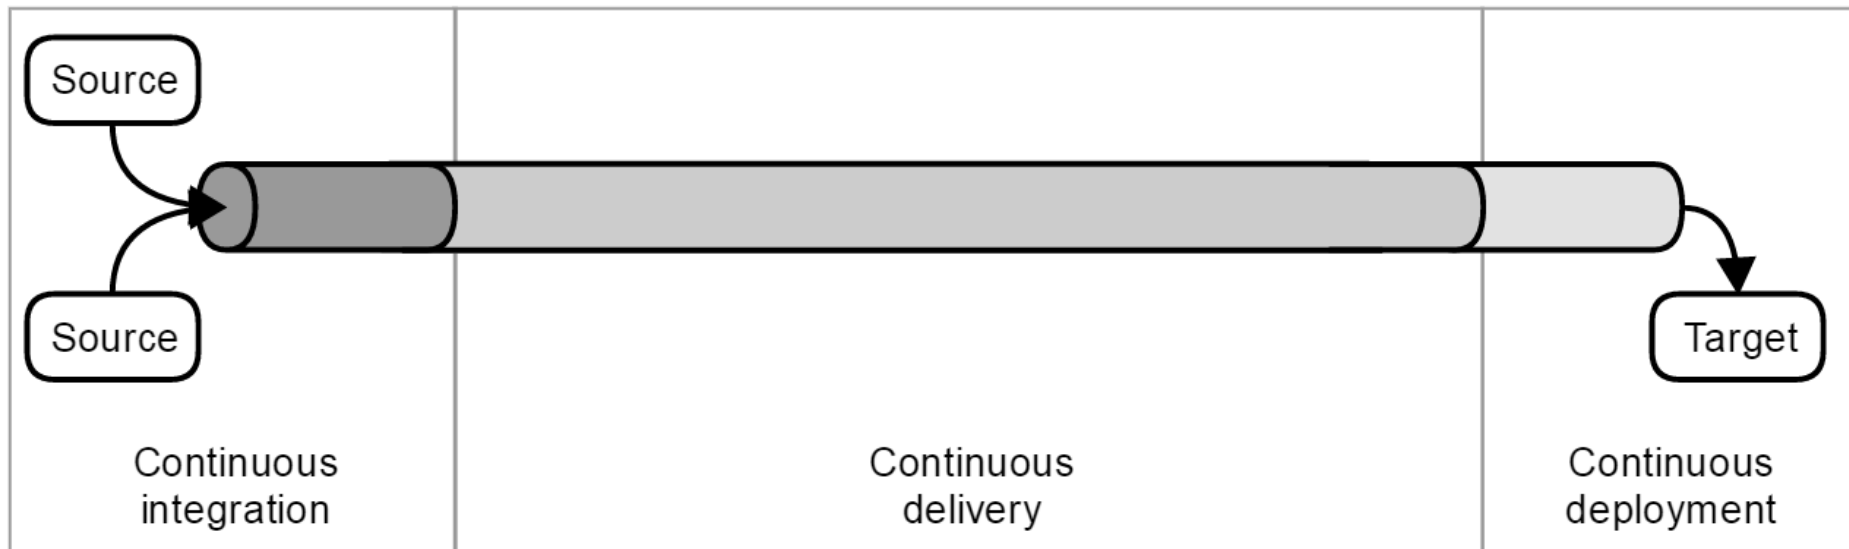 Source
Source
Target
Continuous
integration
Continuous
delivery
Continuous
deployment